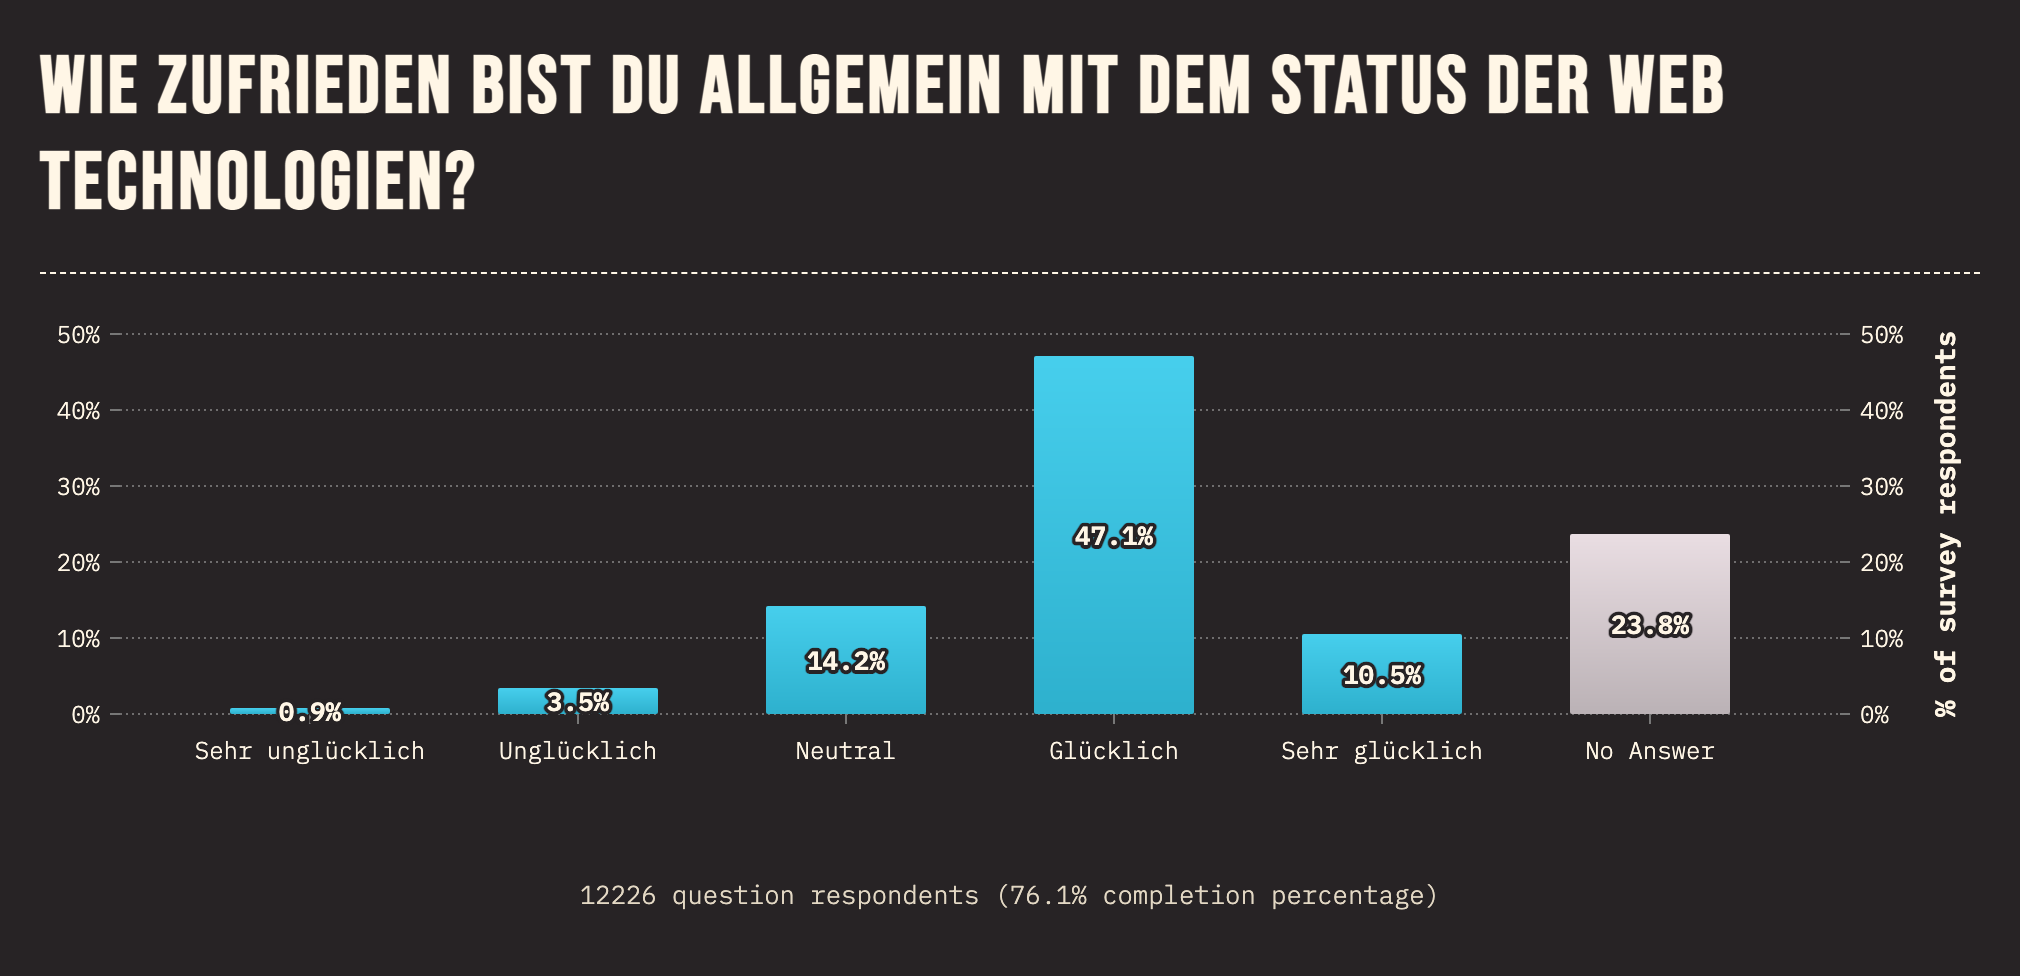 WIE ZUFRIEDEN BIST DU ALLGEMEIN MIT DEM STATUS DER WEB
TECHNOLOGIEN?
50%
40%
30%
20%
10%
0%
50%
40%
30%
20%
10%
0%
% of survey respondents
0.9%
3.5%
14.2%
47.1%
10.5%
23.8%
Sehr unglücklich
Unglücklich
Neutral
Glücklich
Sehr glücklich
No Answer
12226 question respondents (76.1% completion percentage)